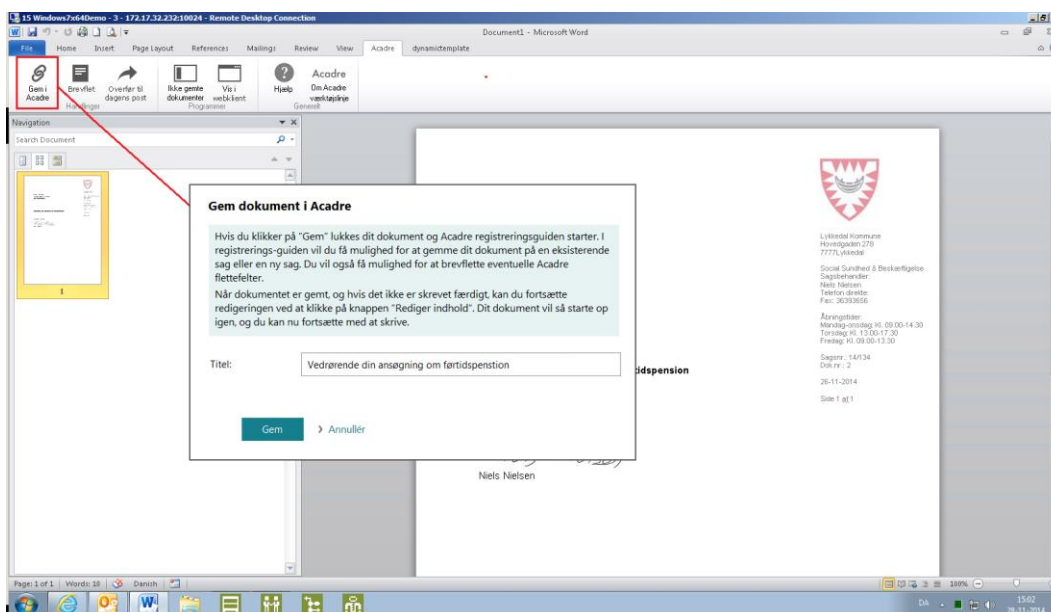 15 Windows7x64Demo - 3 - 172.17.32.232:10024 - Remote Desktop Connection
Document1 - Microsoft Word
File Home Insert Page Layout References Mailings Review View Acadre dynamictemplate
Gem i Acadre
Brevflet
Overfør til dagens post
Ikke gemte dokumenter
Vis i webklient
Hjælp
Acadre
Om Acadre værktøjslinje
Handlinger
Programmer
Generelt
Navigation
Search Document
1
Gem dokument i Acadre
Hvis du klikker på "Gem" lukkes dit dokument og Acadre registreringsguiden starter. I
registrerings-guiden vil du få mulighed for at gemme dit dokument på en eksisterende
sag eller en ny sag. Du vil også få mulighed for at brevflette eventuelle Acadre
flettefelter.
Når dokumentet er gemt, og hvis det ikke er skrevet færdigt, kan du fortsætte
redigeringen ved at klikke på knappen "Rediger indhold". Dit dokument vil så starte op
igen, og du kan nu fortsætte med at skrive.
Titel:
Vedrørende din ansøgning om førtidspenstion
Gem
Annullér
tidspension
Niels Nielsen
Lykkedal Kommune
Hovedgaden 278
7777Lykkedal
Social Sundhed & Beskæftigelse
Sagsbehandler:
Niels Nielsen
Telefon direkte:
Fax: 36393656
Åbningstider:
Mandag-onsdag: Kl. 09.00-14.30
Torsdag: Kl. 13.00-17.30
Fredag: Kl. 09.00-13.30
Sagsnr.: 14/134
Dok.nr.: 2
26-11-2014
Side 1 af 1
Page: 1 of 1 Words: 18 Danish
100%
DA
15:02
28-11-2014